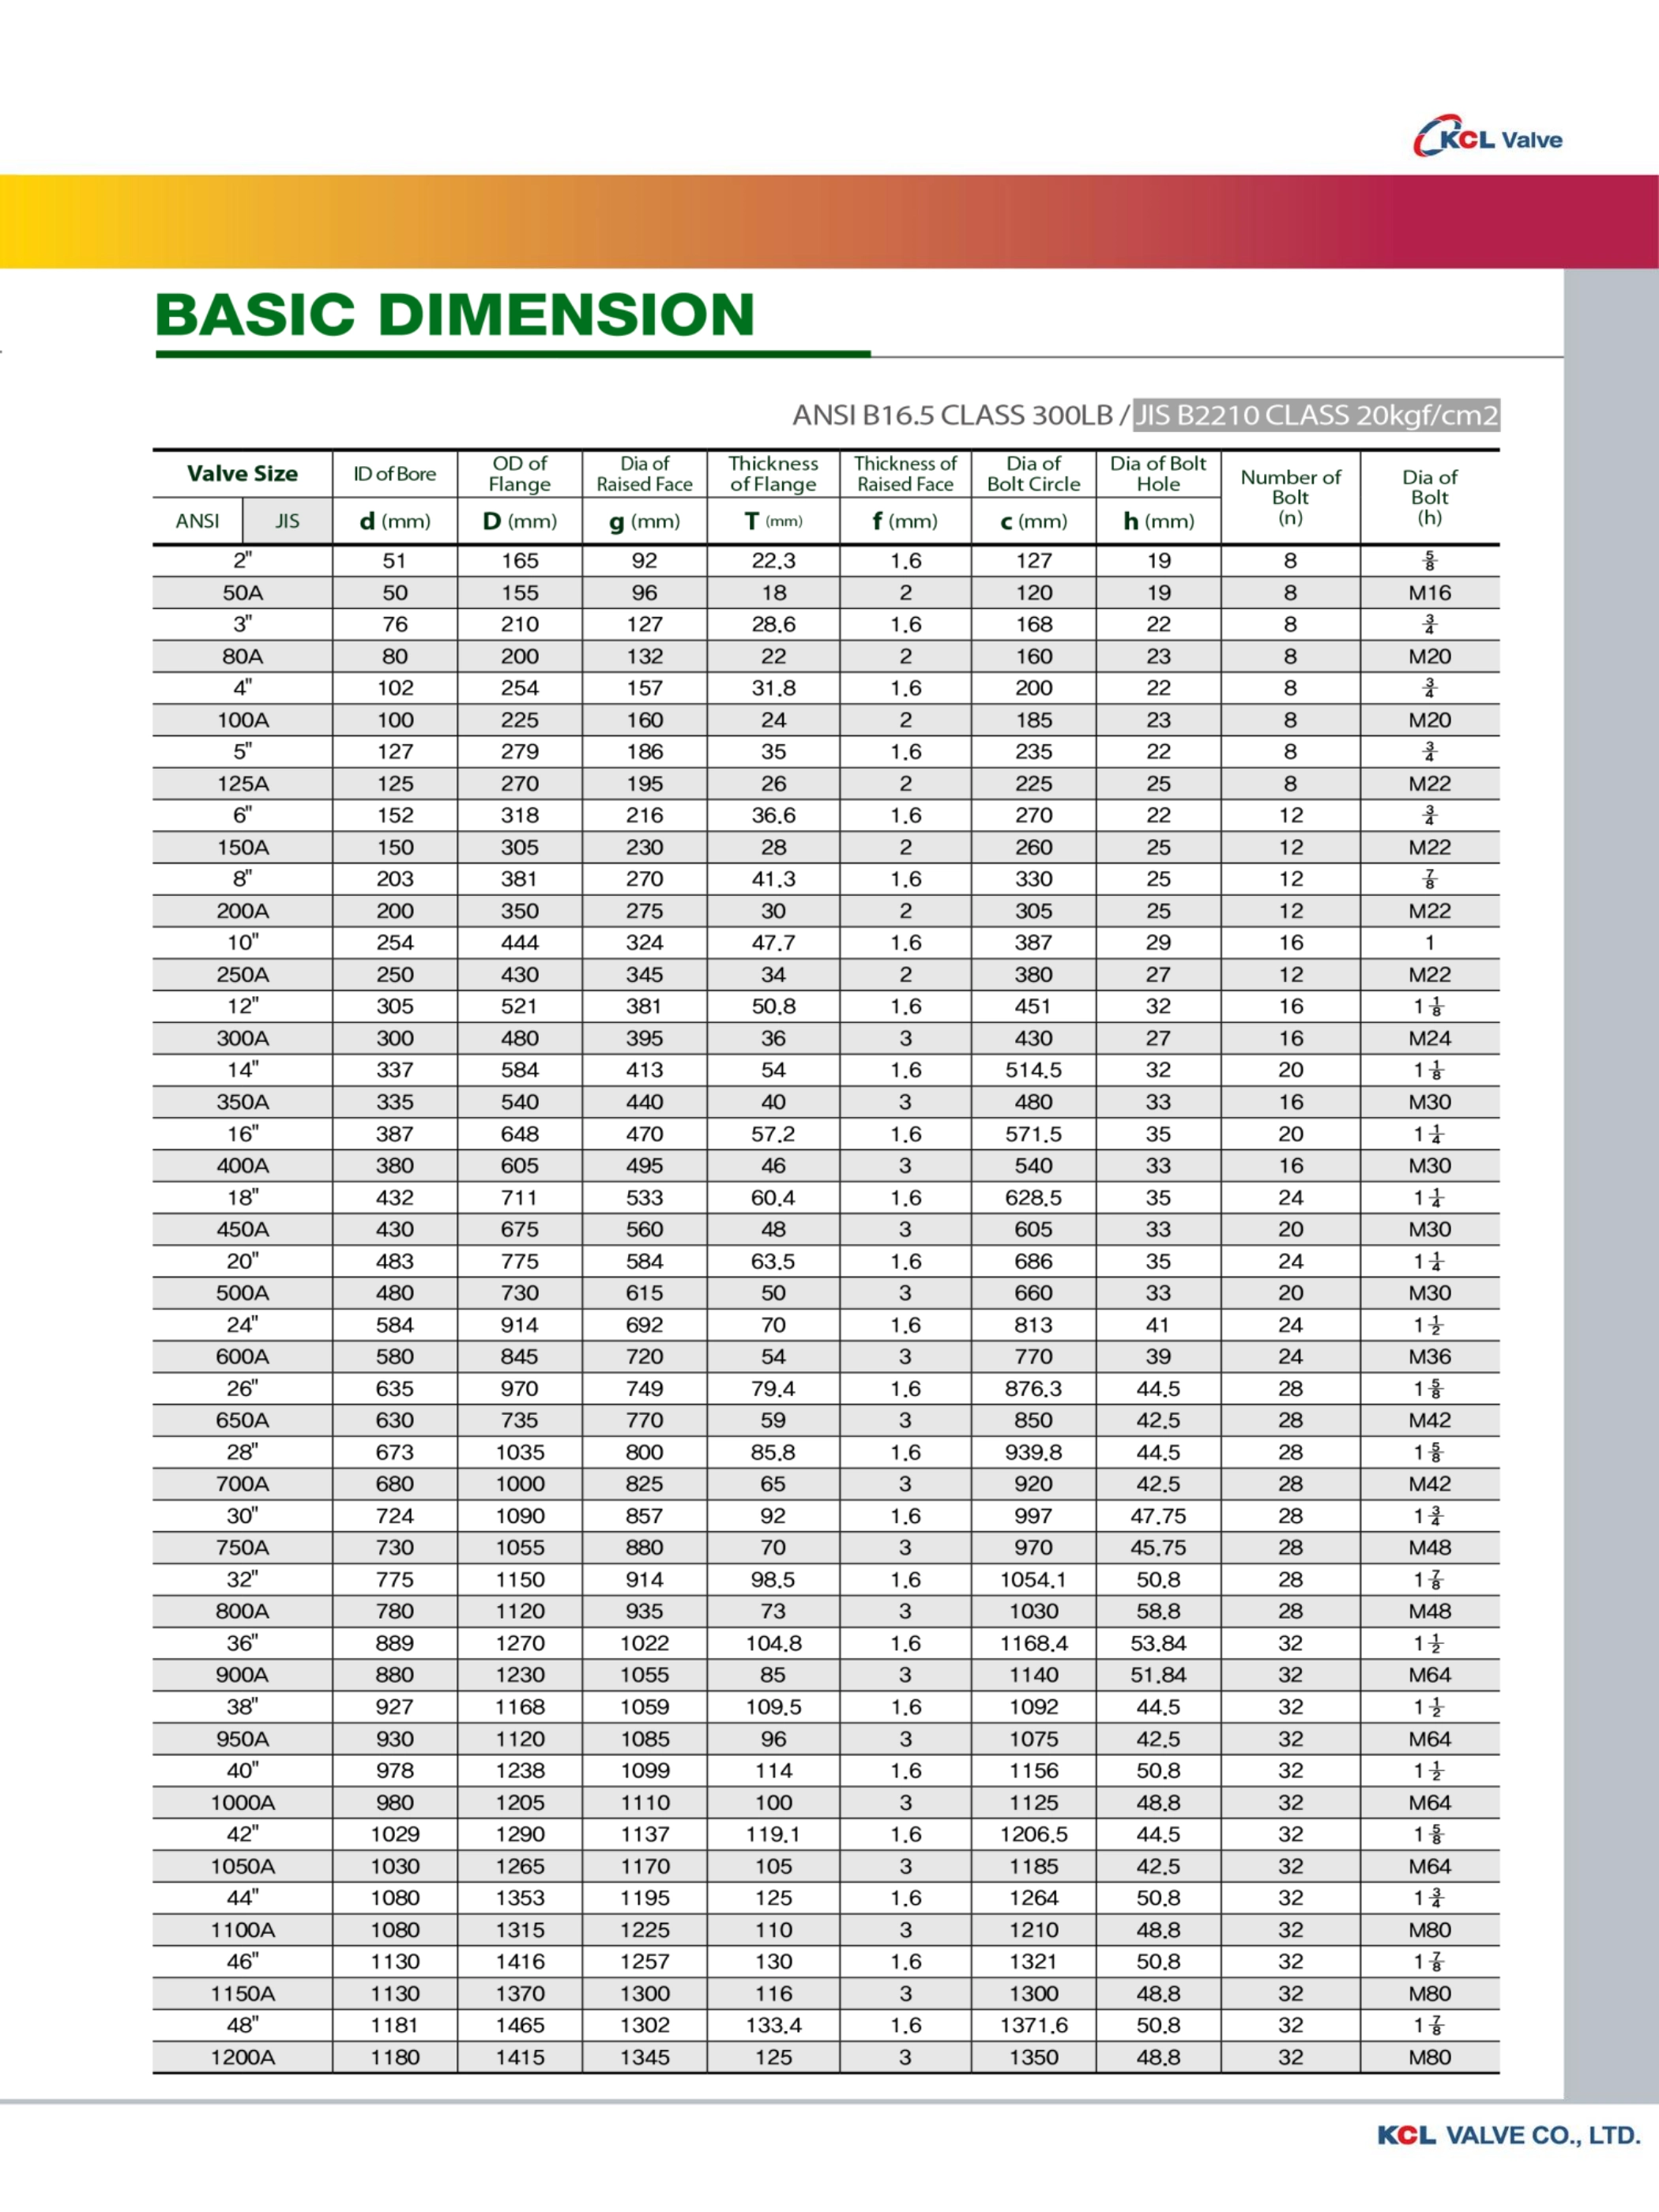 KCL Valve
BASIC DIMENSION
ANSI B16.5 CLASS 300LB / JIS B2210 CLASS 20kgf/cm2
Valve Size ID of Bore OD of Flange Dia of Raised Face Thickness of Flange Thickness of Raised Face Dia of Bolt Circle Dia of Bolt Hole Number of Bolt (n) Dia of Bolt (h)
ANSI JIS d (mm) D (mm) g (mm) T (mm) f (mm) c (mm) h (mm)
2" 51 165 92 22.3 1.6 127 19 8 5/8
50A 50 155 96 18 2 120 19 8 M16
3" 76 210 127 28.6 1.6 168 22 8 3/4
80A 80 200 132 22 2 160 23 8 M20
4" 102 254 157 31.8 1.6 200 22 8 3/4
100A 100 225 160 24 2 185 23 8 M20
5" 127 279 186 35 1.6 235 22 8 3/4
125A 125 270 195 26 2 225 25 8 M22
6" 152 318 216 36.6 1.6 270 22 12 3/4
150A 150 305 230 28 2 260 25 12 M22
8" 203 381 270 41.3 1.6 330 25 12 7/8
200A 200 350 275 30 2 305 25 12 M22
10" 254 444 324 47.7 1.6 387 29 16 1
250A 250 430 345 34 2 380 27 12 M22
12" 305 521 381 50.8 1.6 451 32 16 1 1/8
300A 300 480 395 36 3 430 27 16 M24
14" 337 584 413 54 1.6 514.5 32 20 1 1/8
350A 335 540 440 40 3 480 33 16 M30
16" 387 648 470 57.2 1.6 571.5 35 20 1 1/4
400A 380 605 495 46 3 540 33 16 M30
18" 432 711 533 60.4 1.6 628.5 35 24 1 1/4
450A 430 675 560 48 3 605 33 20 M30
20" 483 775 584 63.5 1.6 686 35 24 1 1/4
500A 480 730 615 50 3 660 33 20 M30
24" 584 914 692 70 1.6 813 41 24 1 1/2
600A 580 845 720 54 3 770 39 24 M36
26" 635 970 749 79.4 1.6 876.3 44.5 28 1 5/8
650A 630 735 770 59 3 850 42.5 28 M42
28" 673 1035 800 85.8 1.6 939.8 44.5 28 1 5/8
700A 680 1000 825 65 3 920 42.5 28 M42
30" 724 1090 857 92 1.6 997 47.75 28 1 3/4
750A 730 1055 880 70 3 970 45.75 28 M48
32" 775 1150 914 98.5 1.6 1054.1 50.8 28 1 7/8
800A 780 1120 935 73 3 1030 58.8 28 M48
36" 889 1270 1022 104.8 1.6 1168.4 53.84 32 1 1/2
900A 880 1230 1055 85 3 1140 51.84 32 M64
38" 927 1168 1059 109.5 1.6 1092 44.5 32 1 1/2
950A 930 1120 1085 96 3 1075 42.5 32 M64
40" 978 1238 1099 114 1.6 1156 50.8 32 1 1/2
1000A 980 1205 1110 100 3 1125 48.8 32 M64
42" 1029 1290 1137 119.1 1.6 1206.5 44.5 32 1 5/8
1050A 1030 1265 1170 105 3 1185 42.5 32 M64
44" 1080 1353 1195 125 1.6 1264 50.8 32 1 3/4
1100A 1080 1315 1225 110 3 1210 48.8 32 M80
46" 1130 1416 1257 130 1.6 1321 50.8 32 1 7/8
1150A 1130 1370 1300 116 3 1300 48.8 32 M80
48" 1181 1465 1302 133.4 1.6 1371.6 50.8 32 1 7/8
1200A 1180 1415 1345 125 3 1350 48.8 32 M80
KCL VALVE CO., LTD.